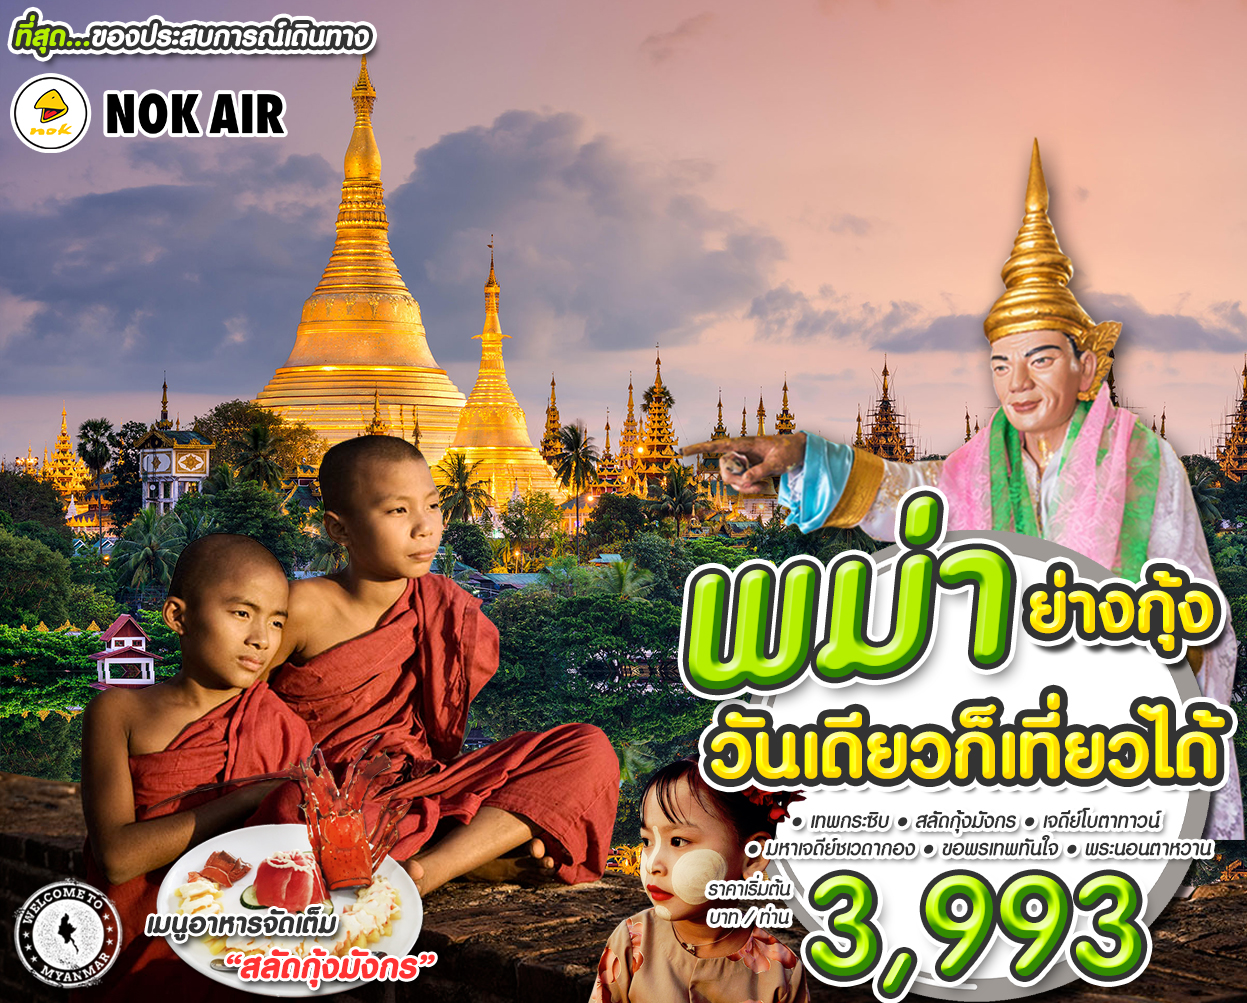 ที่สุด...ของประสบการณ์เดินทาง
nok NOK AIR
พม่า ย่างกุ้ง
วันเดียวก็เที่ยวได้
• เทพกระซิบ • สลัดกุ้งมังกร • เจดีย์โบตาทาวน์
• มหาเจดีย์ชเวดากอง • ขอพรเทพทันใจ • พระนอนตาหวาน
ราคาเริ่มต้น
บาท / ท่าน
3,993
เมนูอาหารจัดเต็ม
“สลัดกุ้งมังกร”
WELCOME TO
MYANMAR